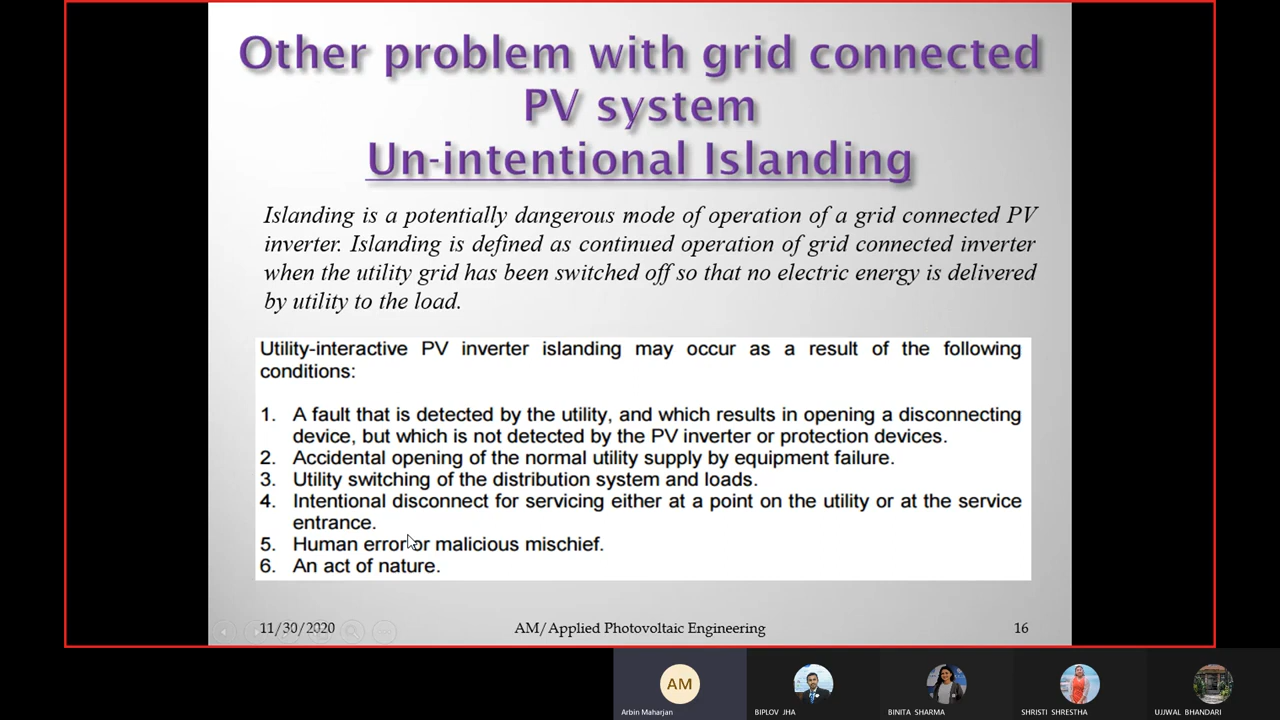 Other problem with grid connected
PV system
Un-intentional Islanding
Islanding is a potentially dangerous mode of operation of a grid connected PV
inverter. Islanding is defined as continued operation of grid connected inverter
when the utility grid has been switched off so that no electric energy is delivered
by utility to the load.
Utility-interactive PV inverter islanding may occur as a result of the following
conditions:
1. A fault that is detected by the utility, and which results in opening a disconnecting
device, but which is not detected by the PV inverter or protection devices.
2. Accidental opening of the normal utility supply by equipment failure.
3. Utility switching of the distribution system and loads.
4. Intentional disconnect for servicing either at a point on the utility or at the service
entrance.
5. Human error or malicious mischief.
6. An act of nature.
11/30/2020 AM/Applied Photovoltaic Engineering 16
AM
Arbin Maharjan BIPLOV JHA BINITA SHARMA SHRISTI SHRESTHA UJJWAL BHANDARI